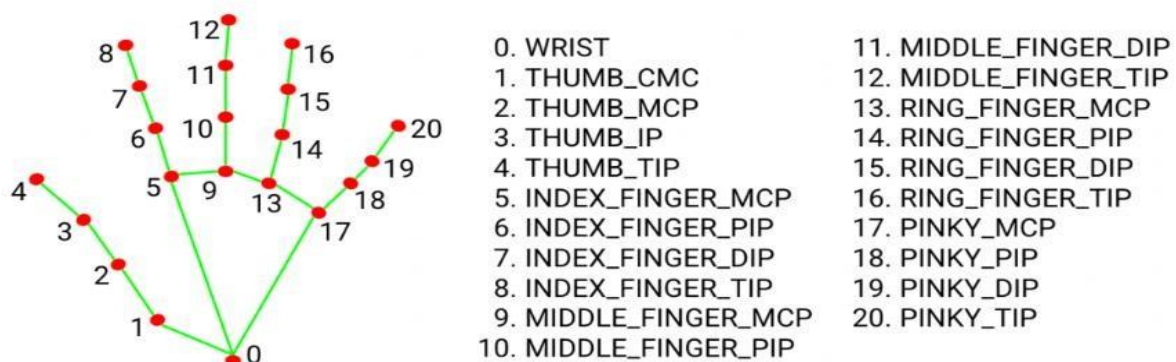 12
8
16
11
7
15
10
20
6
14
19
4
5
9
13
18
3
17
2
1
0
0. WRIST
1. THUMB_CMC
2. THUMB_MCP
3. THUMB_IP
4. THUMB_TIP
5. INDEX_FINGER_MCP
6. INDEX_FINGER_PIP
7. INDEX_FINGER_DIP
8. INDEX_FINGER_TIP
9. MIDDLE_FINGER_MCP
10. MIDDLE_FINGER_PIP
11. MIDDLE_FINGER_DIP
12. MIDDLE_FINGER_TIP
13. RING_FINGER_MCP
14. RING_FINGER_PIP
15. RING_FINGER_DIP
16. RING_FINGER_TIP
17. PINKY_MCP
18. PINKY_PIP
19. PINKY_DIP
20. PINKY_TIP